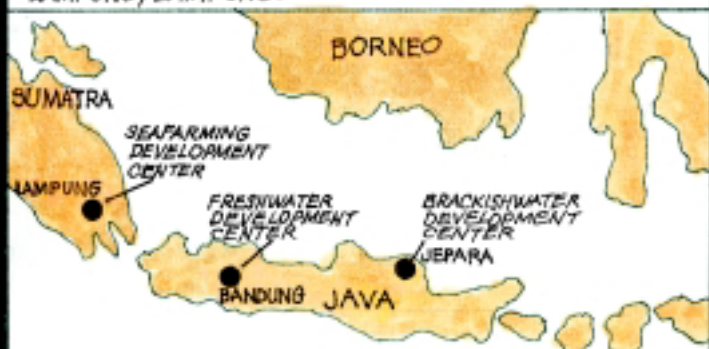 BORNEO
SUMATRA
SEAFARMING
DEVELOPMENT
CENTER
LAMPUNG
FRESHWATER
DEVELOPMENT
CENTER
BRACKISHWATER
DEVELOPMENT
CENTER
JEPARA
BANDUNG
JAVA